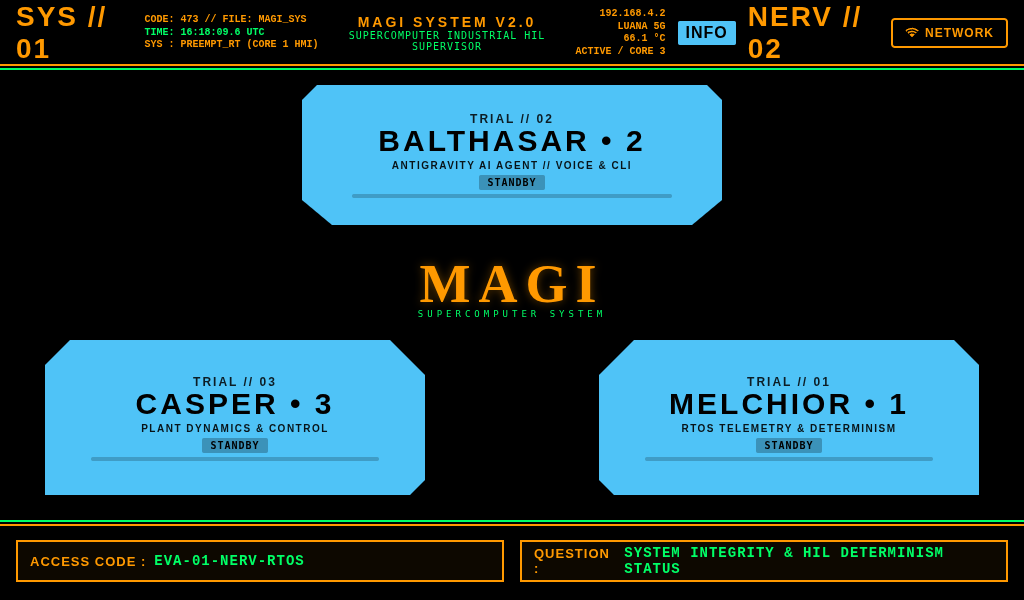 SYS //
01
CODE: 473 // FILE: MAGI_SYS
TIME: 16:18:09.6 UTC
SYS : PREEMPT_RT (CORE 1 HMI)
MAGI SYSTEM V2.0
SUPERCOMPUTER INDUSTRIAL HIL
SUPERVISOR
192.168.4.2
LUANA 5G
66.1 °C
ACTIVE / CORE 3
INFO
NERV //
02
NETWORK
TRIAL // 02
BALTHASAR • 2
ANTIGRAVITY AI AGENT // VOICE & CLI
STANDBY
MAGI
SUPERCOMPUTER SYSTEM
TRIAL // 03
CASPER • 3
PLANT DYNAMICS & CONTROL
STANDBY
TRIAL // 01
MELCHIOR • 1
RTOS TELEMETRY & DETERMINISM
STANDBY
ACCESS CODE : EVA-01-NERV-RTOS
QUESTION : SYSTEM INTEGRITY & HIL DETERMINISM
STATUS